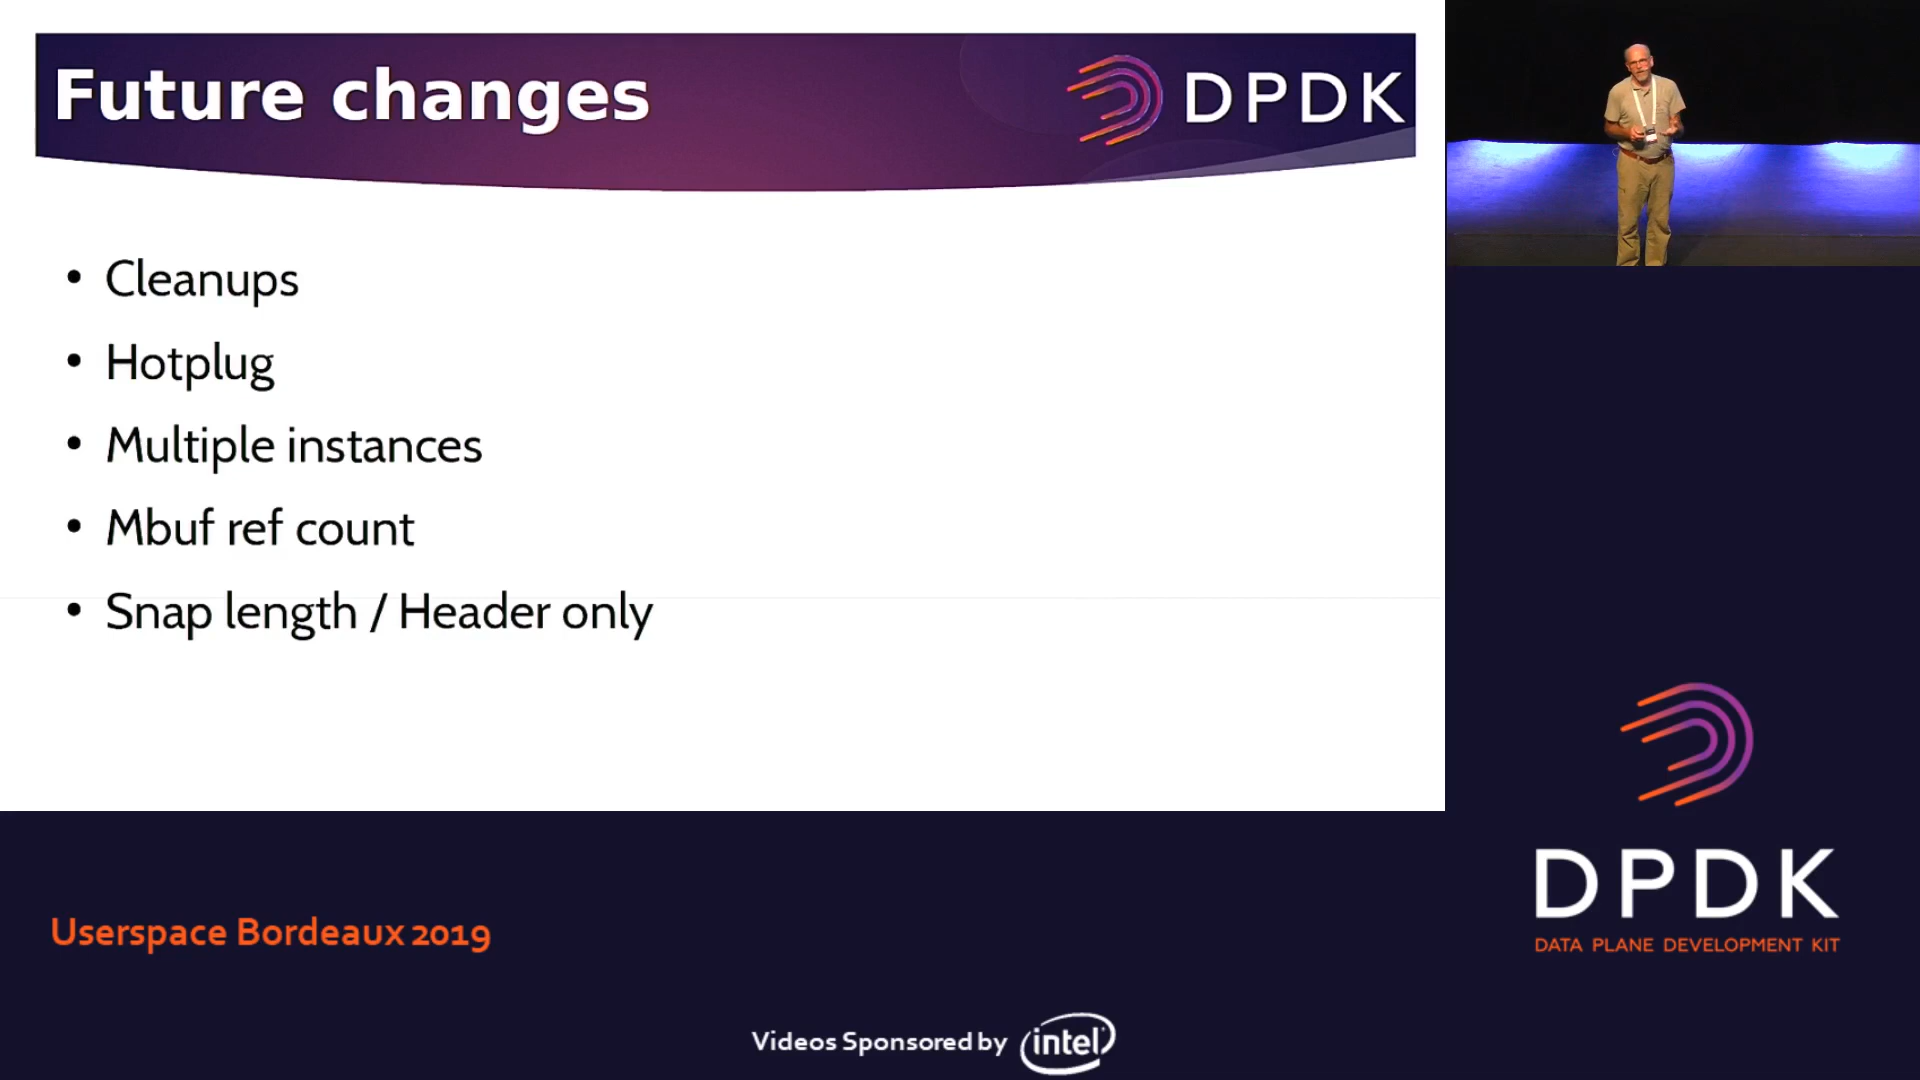 Future changes
DPDK
• Cleanups
• Hotplug
• Multiple instances
• Mbuf ref count
• Snap length / Header only
DPDK
DATA PLANE DEVELOPMENT KIT
Userspace Bordeaux 2019
Videos Sponsored by intel